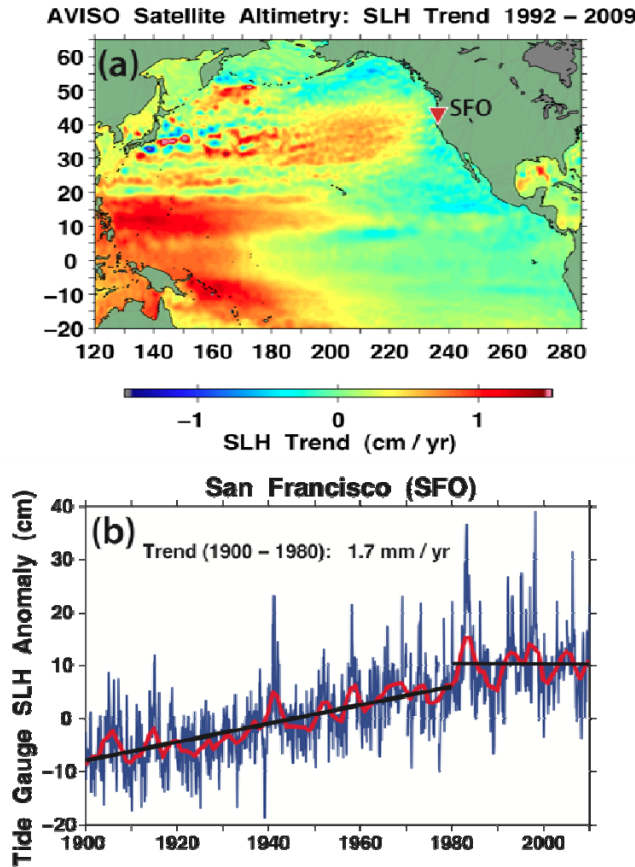 AVISO Satellite Altimetry: SLH Trend 1992 – 2009
(a)
SFO
60
50
40
30
20
10
0
−10
−20
120 140 160 180 200 220 240 260 280
−1 0 1
SLH Trend (cm / yr)
San Francisco (SFO)
(b)
Trend (1900 – 1980): 1.7 mm / yr
Tide Gauge SLH Anomaly (cm)
40
30
20
10
0
−10
−20
1900 1920 1940 1960 1980 2000